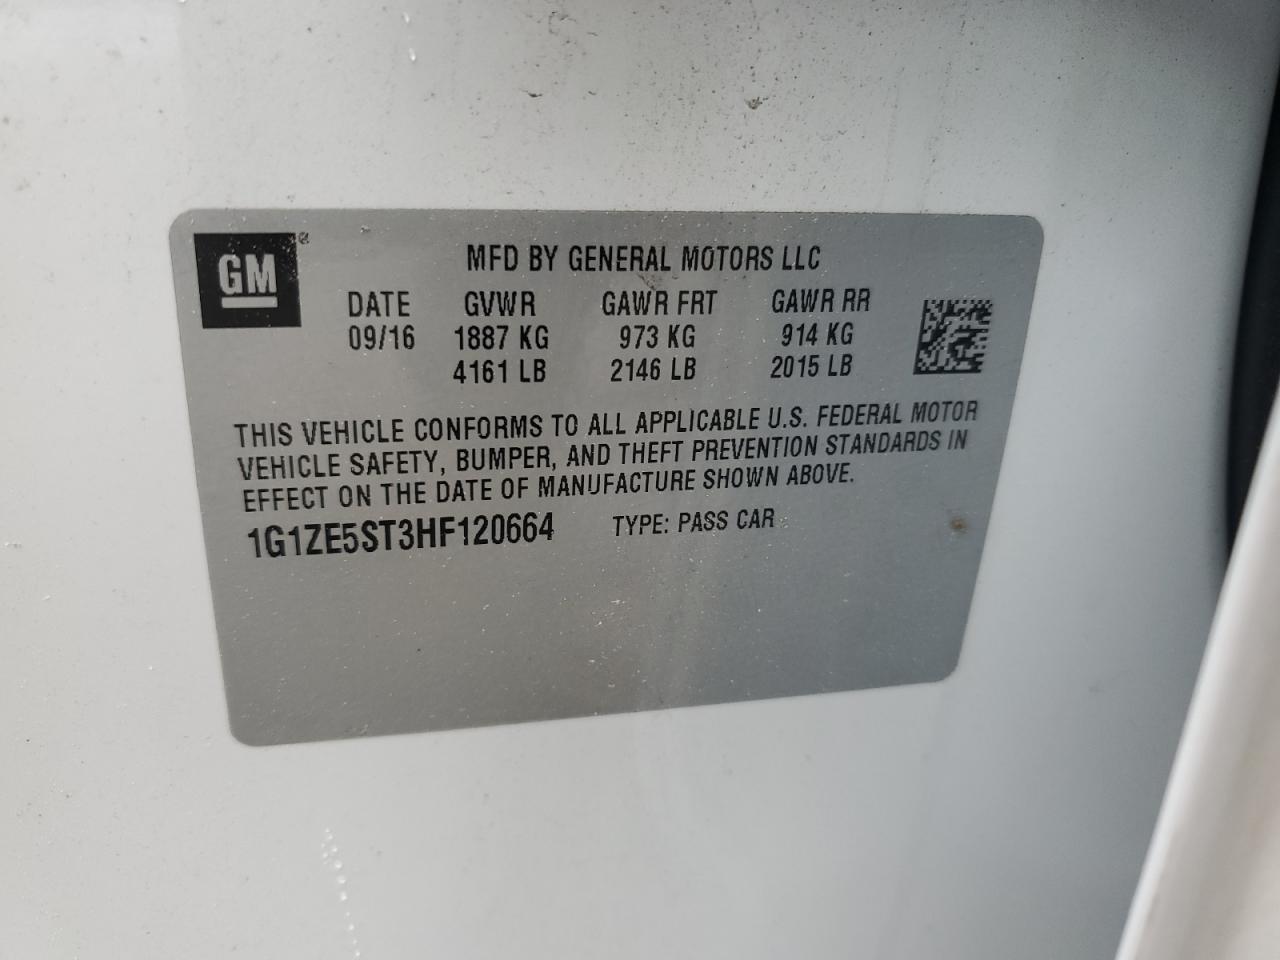 GM®
MFD BY GENERAL MOTORS LLC
DATE GVWR GAWR FRT GAWR RR
09/16 1887 KG 973 KG 914 KG
4161 LB 2146 LB 2015 LB
THIS VEHICLE CONFORMS TO ALL APPLICABLE U.S. FEDERAL MOTOR
VEHICLE SAFETY, BUMPER, AND THEFT PREVENTION STANDARDS IN
EFFECT ON THE DATE OF MANUFACTURE SHOWN ABOVE.
1G1ZE5ST3HF120664 TYPE: PASS CAR